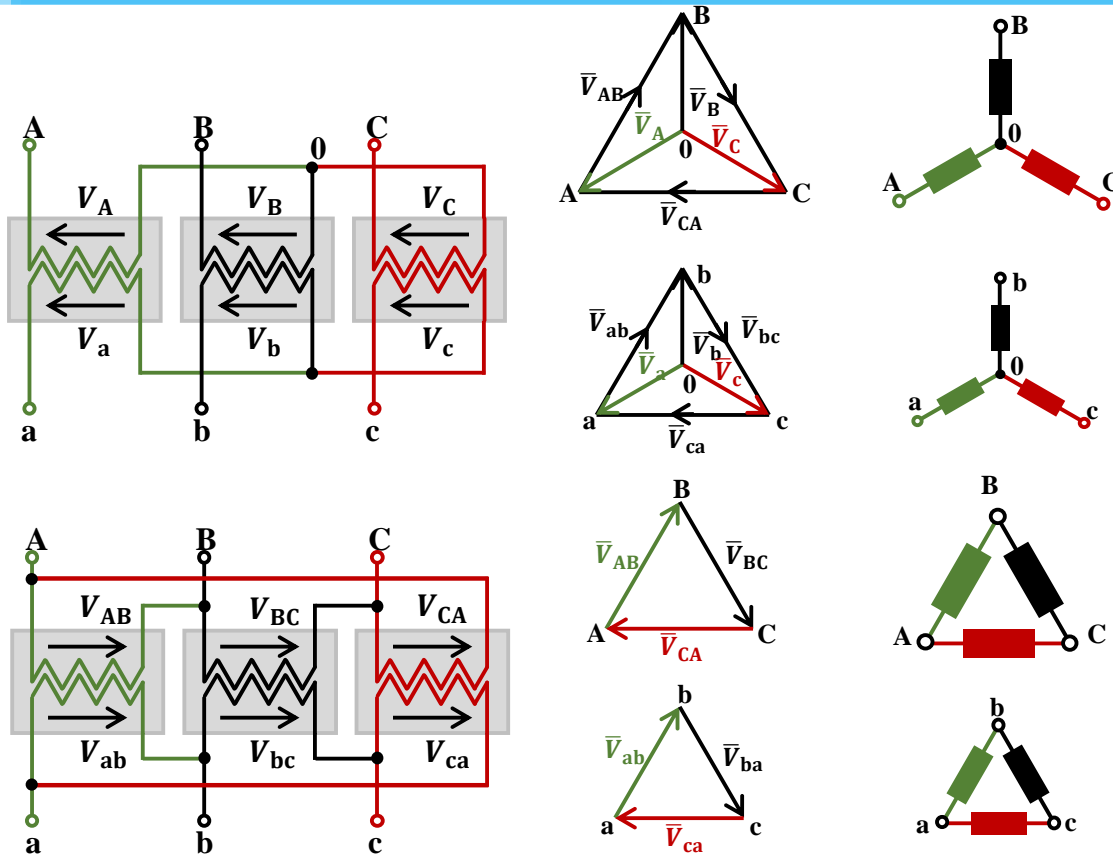 A B C 0
V_A V_B V_C
V_a V_b V_c
a b c
B
V̅_AB V̅_B
V̅_A V̅_C
0
A C
V̅_CA
B
0
A C
b
V̅_ab V̅_bc
V̅_b
V̅_a V̅_c
0
a c
V̅_ca
b
0
a c
A B C
V_AB V_BC V_CA
V_ab V_bc V_ca
a b c
B
V̅_AB V̅_BC
A C
V̅_CA
B
A C
b
V̅_ab V̅_ba
a c
V̅_ca
b
a c